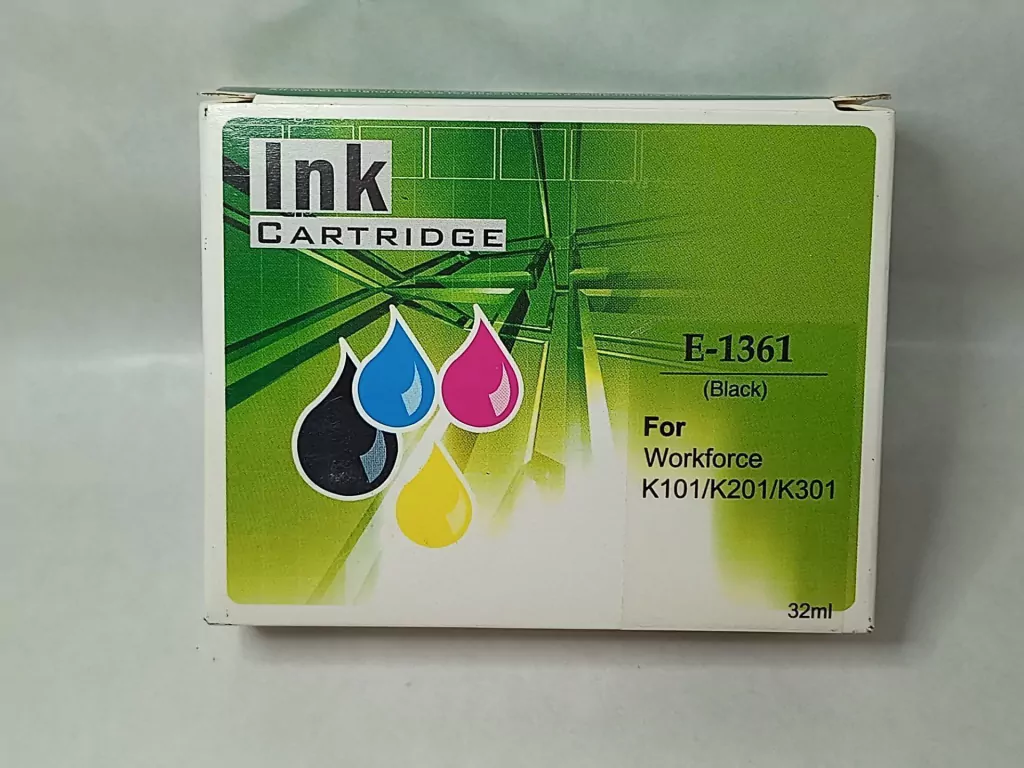 Ink
CARTRIDGE
E-1361
(Black)
For
Workforce
K101/K201/K301
32ml